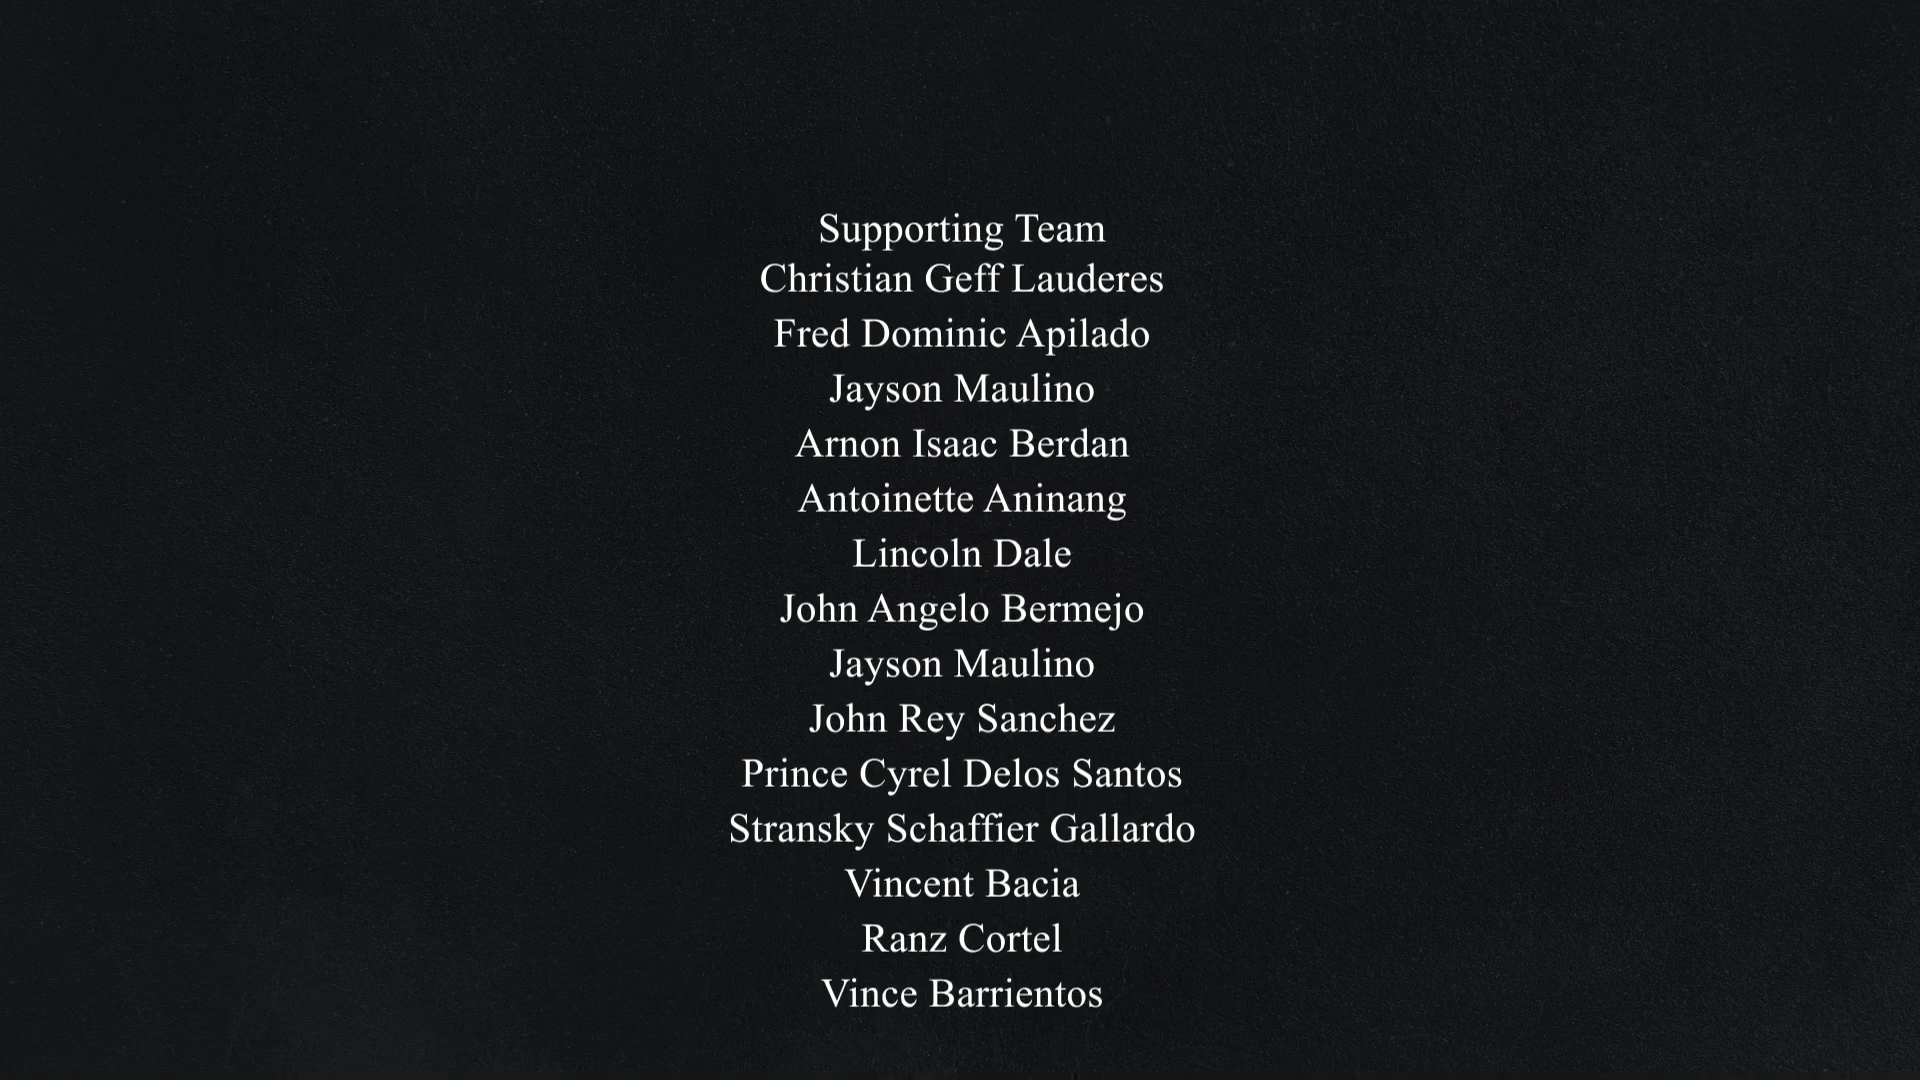 Supporting Team
Christian Geff Lauderes
Fred Dominic Apilado
Jayson Maulino
Arnon Isaac Berdan
Antoinette Aninang
Lincoln Dale
John Angelo Bermejo
Jayson Maulino
John Rey Sanchez
Prince Cyrel Delos Santos
Stransky Schaffier Gallardo
Vincent Bacia
Ranz Cortel
Vince Barrientos